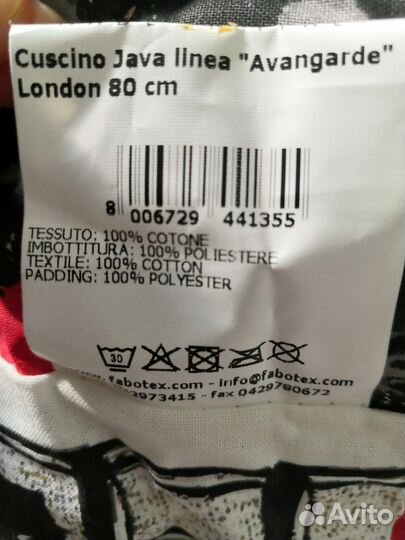 Cuscino Java linea "Avangarde"
London 80 cm
8 006729 441355
TESSUTO: 100% COTONE
IMBOTTITURA: 100% POLIESTERE
TEXTILE: 100% COTTON
PADDING: 100% POLYESTER
30
.fabotex.com - info@fabotex.com
2973415 - fax 0429780672
Avito